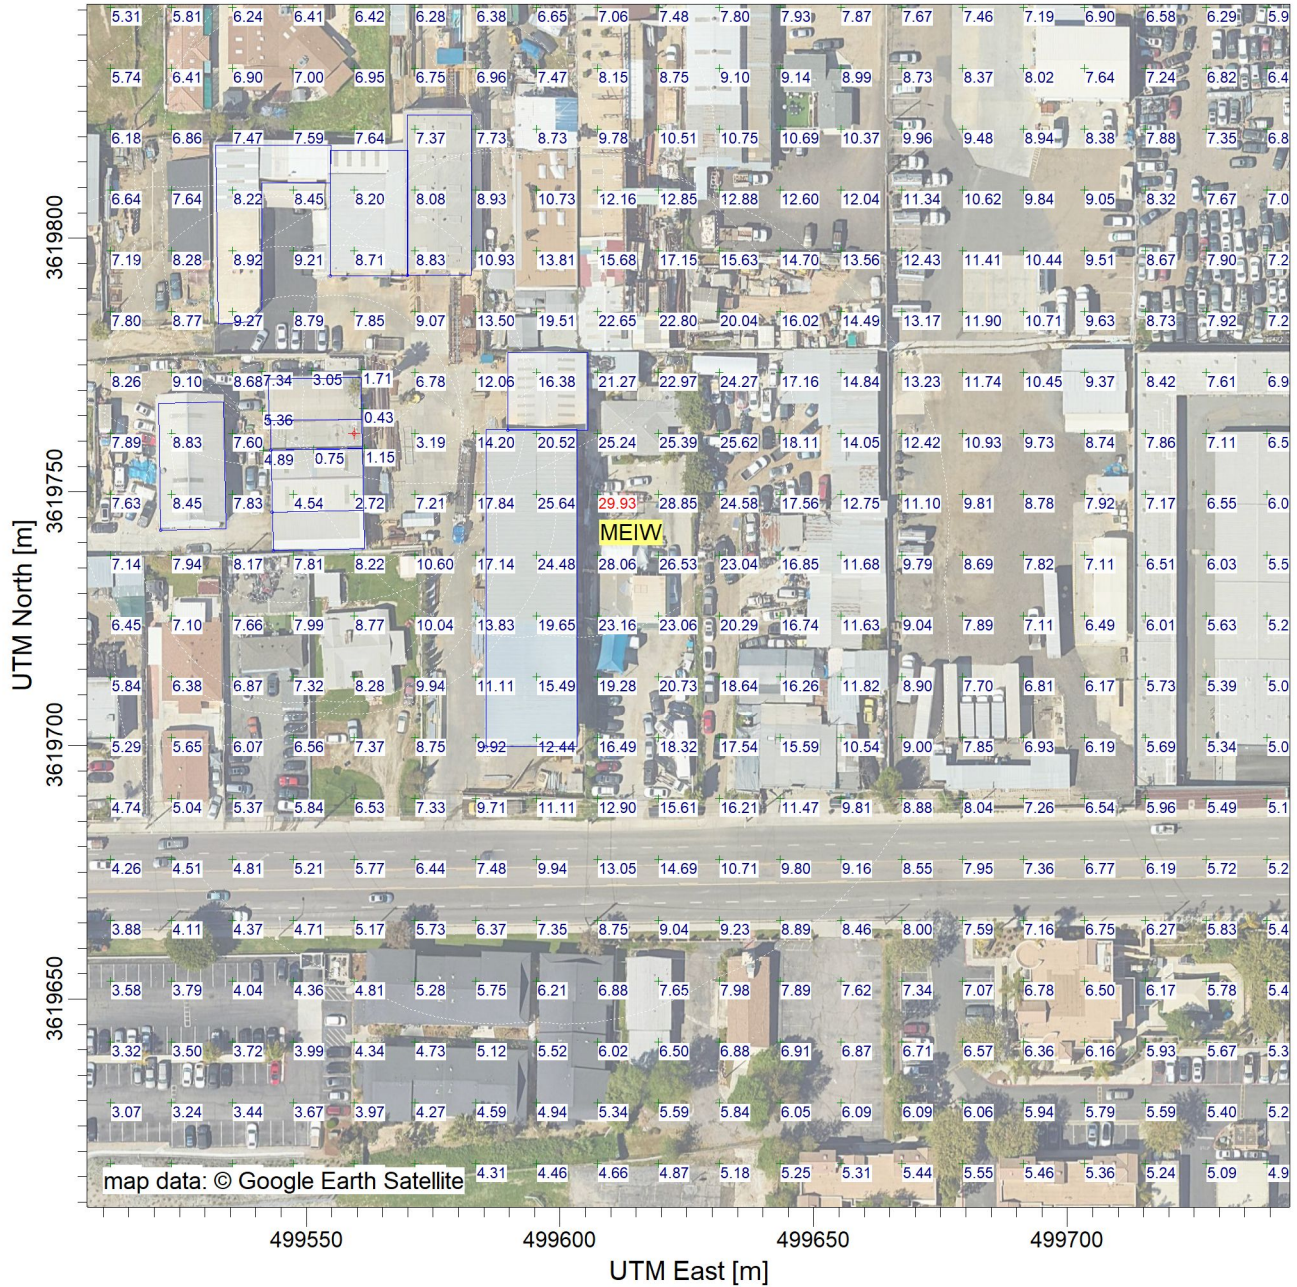 5.31 5.81 6.24 6.41 6.42 6.28 6.38 6.65 7.06 7.48 7.80 7.93 7.87 7.67 7.46 7.19 6.90 6.58 6.29 5.9
5.74 6.41 6.90 7.00 6.95 6.75 6.96 7.47 8.15 8.75 9.10 9.14 8.99 8.73 8.37 8.02 7.64 7.24 6.82 6.4
6.18 6.86 7.47 7.59 7.64 7.37 7.73 8.73 9.78 10.51 10.75 10.69 10.37 9.96 9.48 8.94 8.38 7.88 7.35 6.8
6.64 7.64 8.22 8.45 8.20 8.08 8.93 10.73 12.16 12.85 12.88 12.60 12.04 11.34 10.62 9.84 9.05 8.32 7.67 7.0
3619800
7.19 8.28 8.92 9.21 8.71 8.83 10.93 13.81 15.68 17.15 15.63 14.70 13.56 12.43 11.41 10.44 9.51 8.67 7.90 7.2
7.80 8.77 9.27 8.79 7.85 9.07 13.50 19.51 22.65 22.80 20.04 16.02 14.49 13.17 11.90 10.71 9.63 8.73 7.92 7.2
8.26 9.10 8.68 7.34 3.05 1.71 6.78 12.06 16.38 21.27 22.97 24.27 17.16 14.84 13.23 11.74 10.45 9.37 8.42 7.61 6.9
5.36 0.43
7.89 8.83 7.60 3.19 14.20 20.52 25.24 25.39 25.62 18.11 14.05 12.42 10.93 9.73 8.74 7.86 7.11 6.5
4.89 0.75 1.15
3619750
7.63 8.45 7.83 4.54 2.72 7.21 17.84 25.64 29.93 28.85 24.58 17.56 12.75 11.10 9.81 8.78 7.92 7.17 6.55 6.0
MEIW
7.14 7.94 8.17 7.81 8.22 10.60 17.14 24.48 28.06 26.53 23.04 16.85 11.68 9.79 8.69 7.82 7.11 6.51 6.03 5.5
6.45 7.10 7.66 7.99 8.77 10.04 13.83 19.65 23.16 23.06 20.29 16.74 11.63 9.04 7.89 7.11 6.49 6.01 5.63 5.2
UTM North [m]
5.84 6.38 6.87 7.32 8.28 9.94 11.11 15.49 19.28 20.73 18.64 16.26 11.82 8.90 7.70 6.81 6.17 5.73 5.39 5.0
3619700
5.29 5.65 6.07 6.56 7.37 8.75 9.92 12.44 16.49 18.32 17.54 15.59 10.54 9.00 7.85 6.93 6.19 5.69 5.34 5.0
4.74 5.04 5.37 5.84 6.53 7.33 9.71 11.11 12.90 15.61 16.21 11.47 9.81 8.88 8.04 7.26 6.54 5.96 5.49 5.1
4.26 4.51 4.81 5.21 5.77 6.44 7.48 9.94 13.05 14.69 10.71 9.80 9.16 8.55 7.95 7.36 6.77 6.19 5.72 5.2
3.88 4.11 4.37 4.71 5.17 5.73 6.37 7.35 8.75 9.04 9.23 8.89 8.46 8.00 7.59 7.16 6.75 6.27 5.83 5.4
3619650
3.58 3.79 4.04 4.36 4.81 5.28 5.75 6.21 6.88 7.65 7.98 7.89 7.62 7.34 7.07 6.78 6.50 6.17 5.78 5.4
3.32 3.50 3.72 3.99 4.34 4.73 5.12 5.52 6.02 6.50 6.88 6.91 6.87 6.71 6.57 6.36 6.16 5.93 5.67 5.3
3.07 3.24 3.44 3.67 3.97 4.27 4.59 4.94 5.34 5.59 5.84 6.05 6.09 6.09 6.06 5.94 5.79 5.59 5.40 5.2
4.31 4.46 4.66 4.87 5.18 5.25 5.31 5.44 5.55 5.46 5.36 5.24 5.09 4.9
map data: © Google Earth Satellite
499550 499600 499650 499700
UTM East [m]